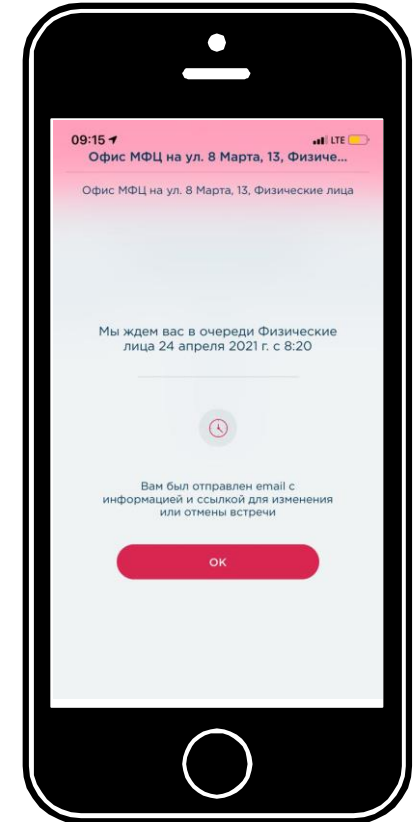 09:15 LTE
Офис МФЦ на ул. 8 Марта, 13, Физиче...
Офис МФЦ на ул. 8 Марта, 13, Физические лица
Мы ждем вас в очереди Физические
лица 24 апреля 2021 г. с 8:20
Вам был отправлен email с
информацией и ссылкой для изменения
или отмены встречи
ОК